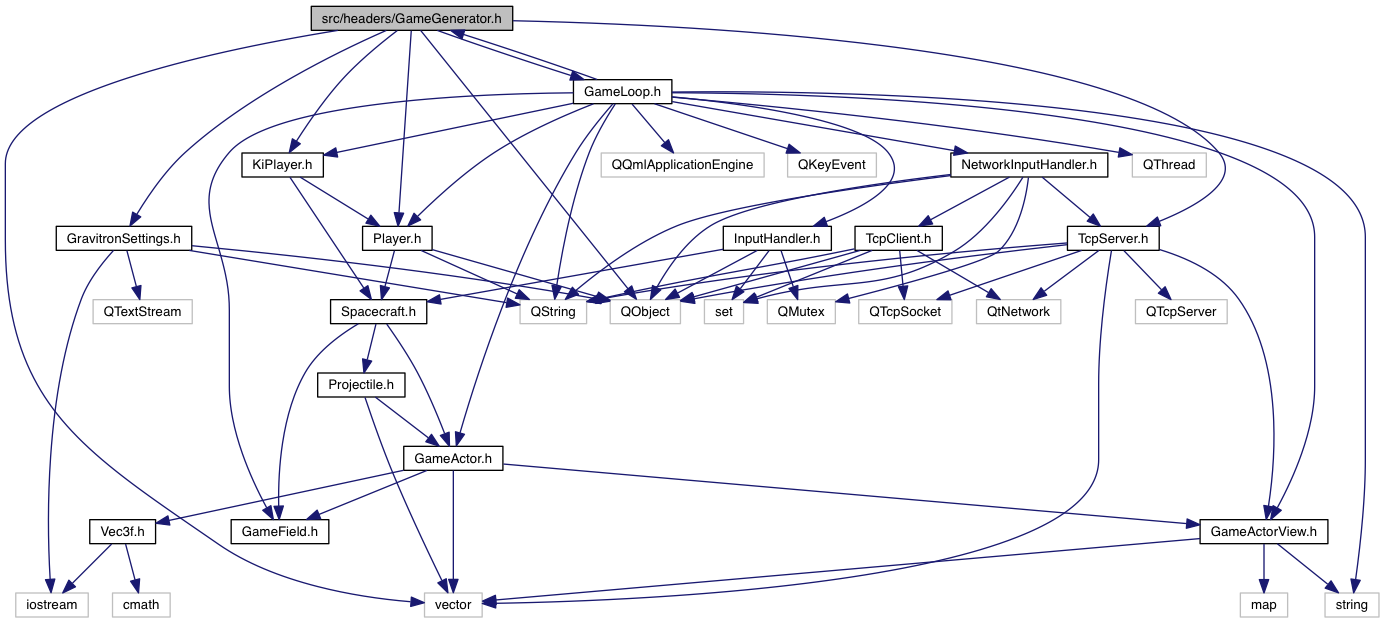 src/headers/GameGenerator.h
GameLoop.h
KiPlayer.h
QQmlApplicationEngine
QKeyEvent
NetworkInputHandler.h
QThread
GravitronSettings.h
Player.h
InputHandler.h
TcpClient.h
TcpServer.h
QTextStream
Spacecraft.h
QString
QObject
set
QMutex
QTcpSocket
QtNetwork
QTcpServer
Projectile.h
GameActor.h
Vec3f.h
GameField.h
GameActorView.h
iostream
cmath
vector
map
string